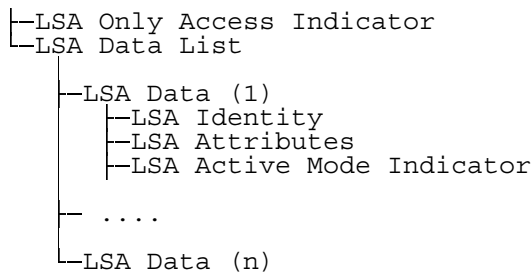 LSA Only Access Indicator
LSA Data List
LSA Data (1)
LSA Identity
LSA Attributes
LSA Active Mode Indicator
....
LSA Data (n)